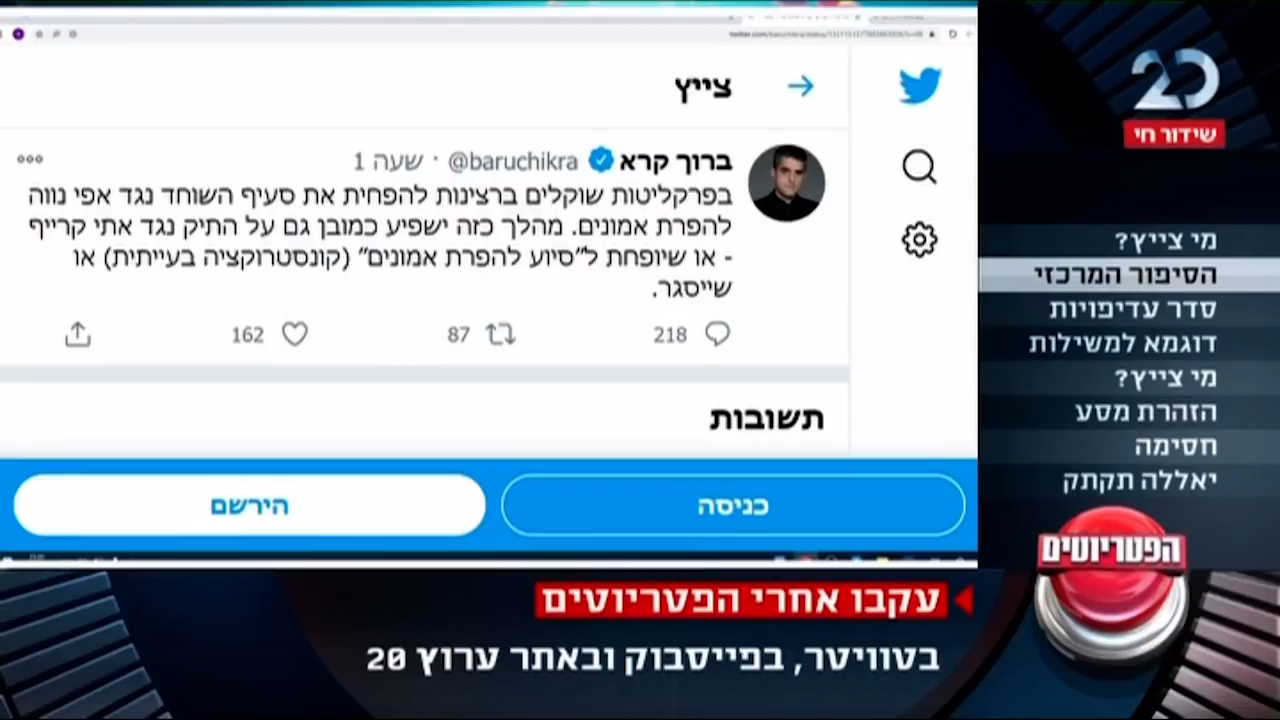 צייץ
ברוך קרא @baruchikra · שעה 1
בפרקליטות שוקלים ברצינות להפחית את סעיף השוחד נגד אפי נווה
להפרת אמונים. מהלך כזה ישפיע כמובן גם על התיק נגד אתי קרייף
- או שיופחת ל"סיוע להפרת אמונים" (קונסטרוקציה בעייתית) או
שייסגר.
218 87 162
תשובות
כניסה
הירשם
20
שידור חי
מי צייץ?
הסיפור המרכזי
סדר עדיפויות
דוגמא למשילות
מי צייץ?
הזהרת מסע
חסימה
יאללה תקתק
הפטריוטים
עקבו אחרי הפטריוטים
בטוויטר, בפייסבוק ובאתר ערוץ 20